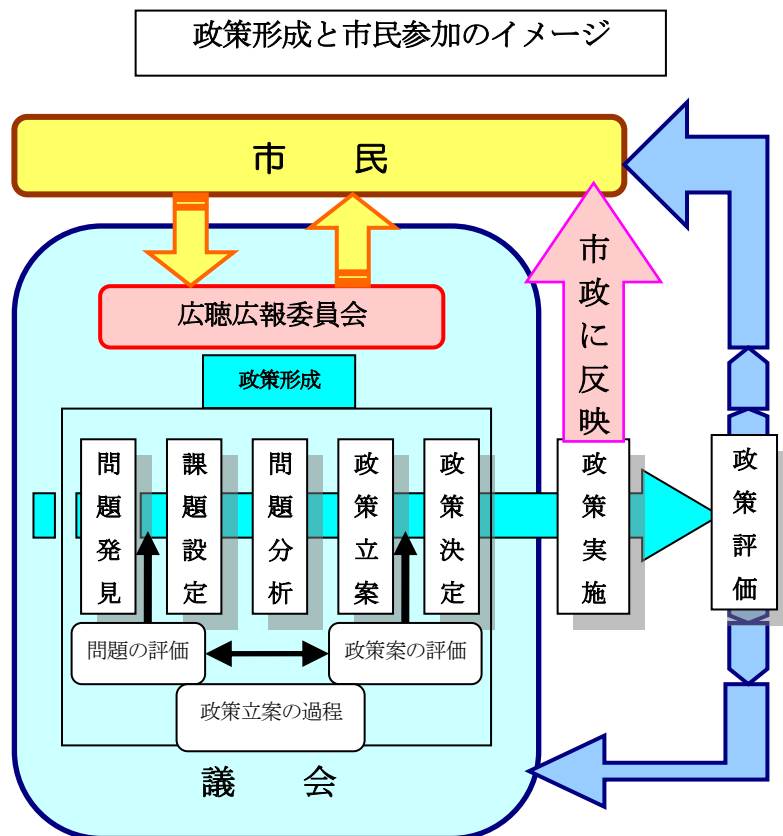 政策形成と市民参加のイメージ
市　　民
広聴広報委員会
市政に反映
政策形成
問題発見
課題設定
問題分析
政策立案
政策決定
政策実施
政策評価
問題の評価
政策案の評価
政策立案の過程
議　　会